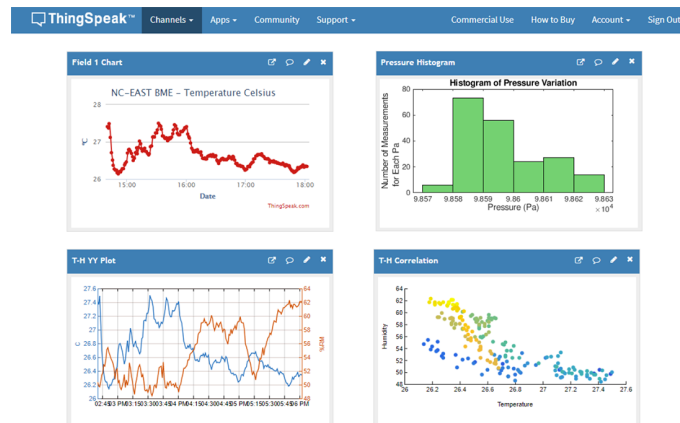 ThingSpeak™ Channels Apps Community Support Commercial Use How to Buy Account Sign Out
Field 1 Chart
NC-EAST BME - Temperature Celsius
28
27
26
°C
15:00 16:00 17:00 18:00
Date
ThingSpeak.com
Pressure Histogram
Histogram of Pressure Variation
Number of Measurements
for Each Pa
80
60
40
20
0
9.857 9.858 9.859 9.86 9.861 9.862 9.863
Pressure (Pa)
×10⁴
T-H YY Plot
27.6
27.4
27.2
27
26.8
26.6
26.4
26.2
26
C
64
62
60
58
56
54
52
50
48
T-H Correlation
64
62
60
58
56
54
52
50
48
Humidity
26 26.2 26.4 26.6 26.8 27 27.2 27.4 27.6
Temperature